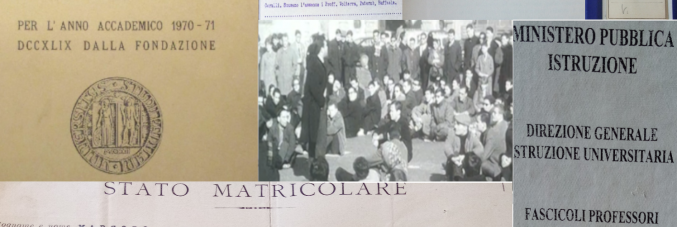 PER L'ANNO ACCADEMICO 1970-71
DCCXLIX DALLA FONDAZIONE
MINISTERO PUBBLICA
ISTRUZIONE
DIREZIONE GENERALE
STRUZIONE UNIVERSITARIA
FASCICOLI PROFESSORI
STATO MATRICOLARE